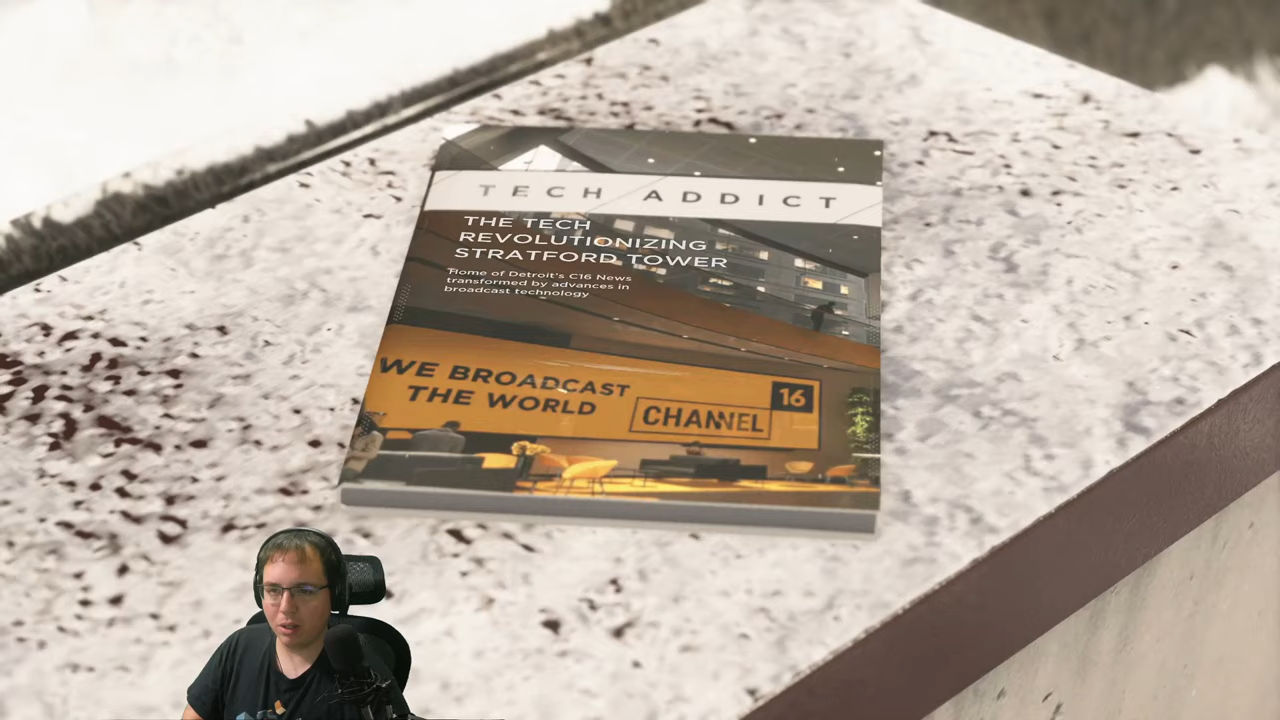 TECH ADDICT
THE TECH
REVOLUTIONIZING
STRATFORD TOWER
Home of Detroit's C16 News
transformed by advances in
broadcast technology
WE BROADCAST
THE WORLD
CHANNEL
16